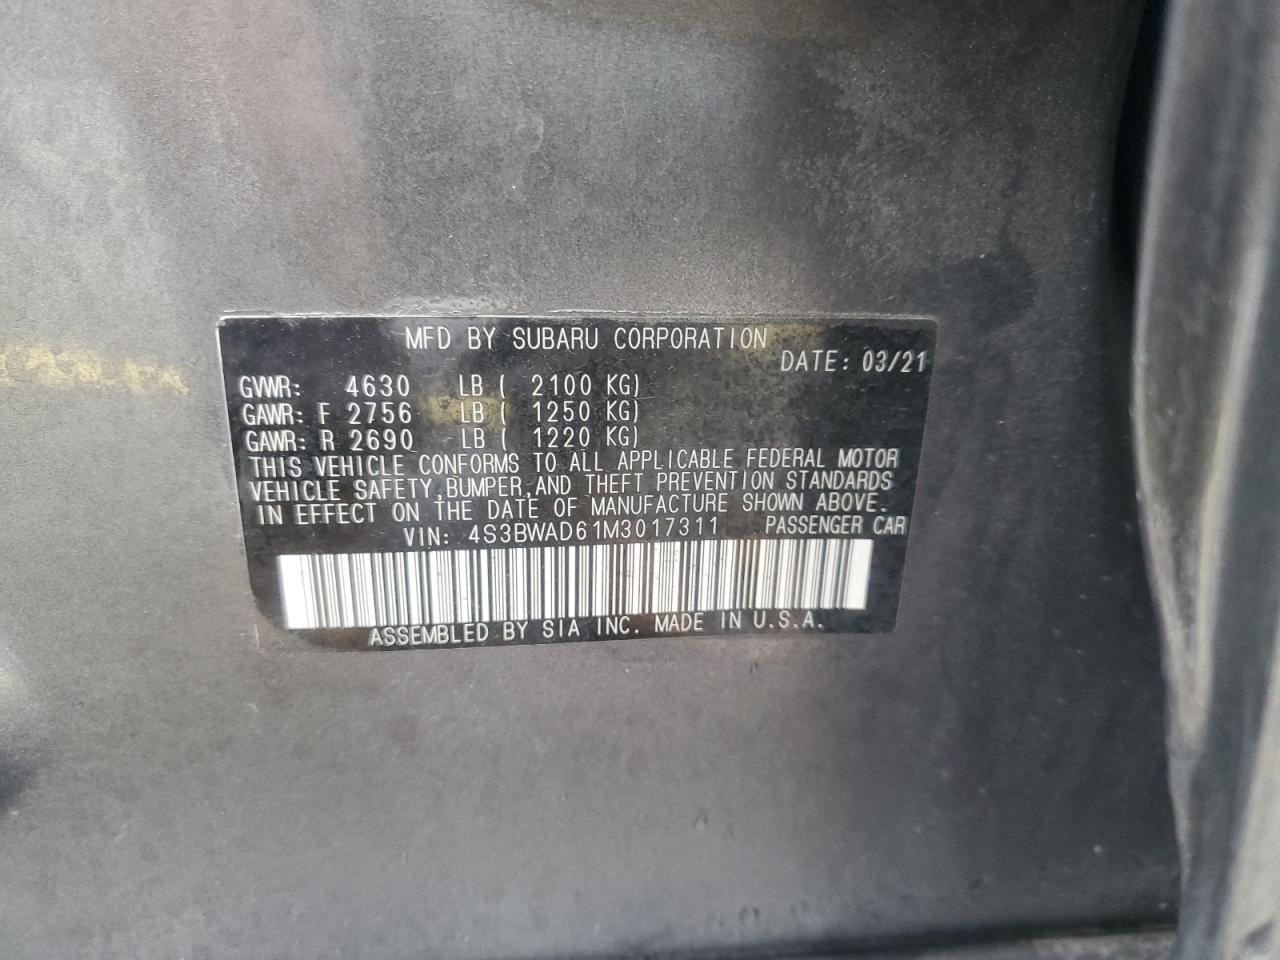 MFD BY SUBARU CORPORATION
DATE: 03/21
GVWR: 4630 LB ( 2100 KG)
GAWR: F 2756 LB ( 1250 KG)
GAWR: R 2690 LB ( 1220 KG)
THIS VEHICLE CONFORMS TO ALL APPLICABLE FEDERAL MOTOR
VEHICLE SAFETY, BUMPER, AND THEFT PREVENTION STANDARDS
IN EFFECT ON THE DATE OF MANUFACTURE SHOWN ABOVE.
VIN: 4S3BWAD61M3017311 PASSENGER CAR
ASSEMBLED BY SIA INC. MADE IN U.S.A.